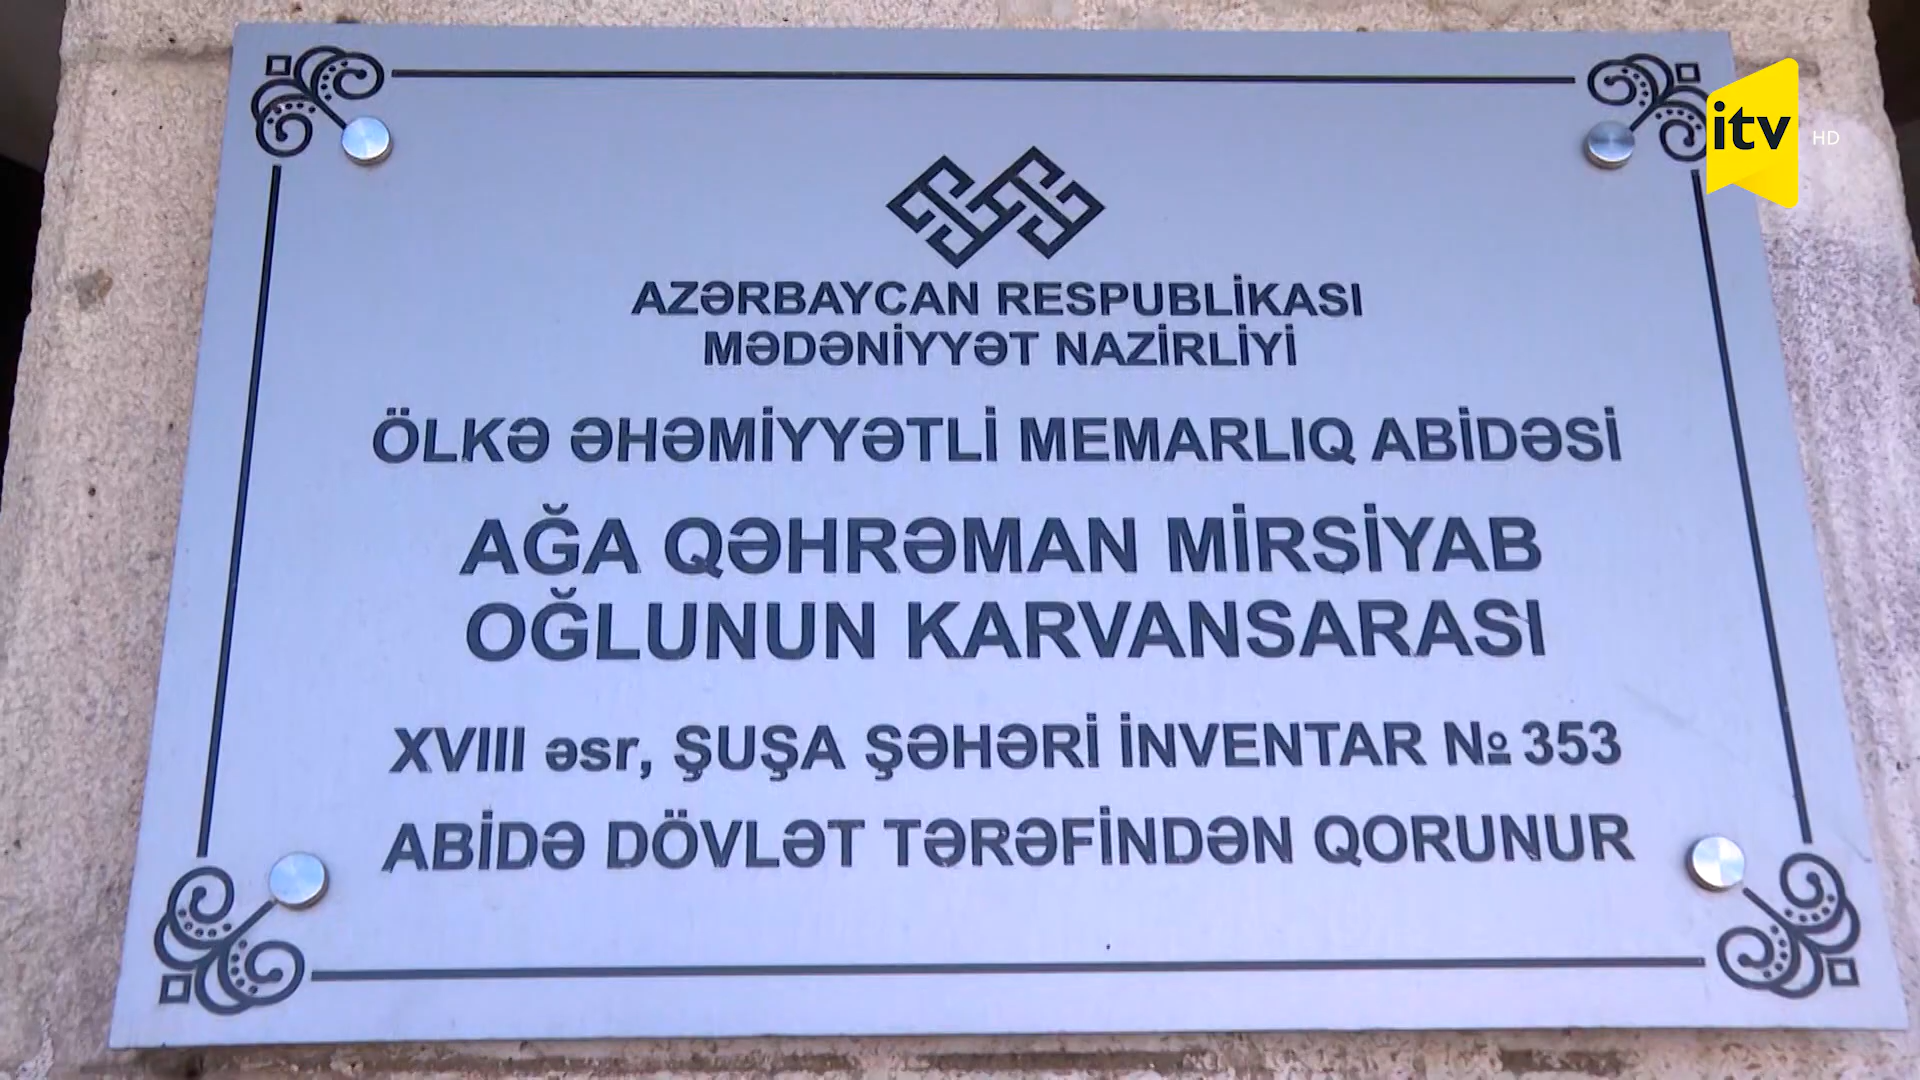 itv HD
AZƏRBAYCAN RESPUBLİKASI
MƏDƏNİYYƏT NAZİRLİYİ
ÖLKƏ ƏHƏMİYYƏTLİ MEMARLIQ ABİDƏSİ
AĞA QƏHRƏMAN MİRSİYAB
OĞLUNUN KARVANSARASI
XVIII əsr, ŞUŞA ŞƏHƏRİ İNVENTAR № 353
ABİDƏ DÖVLƏT TƏRƏFİNDƏN QORUNUR